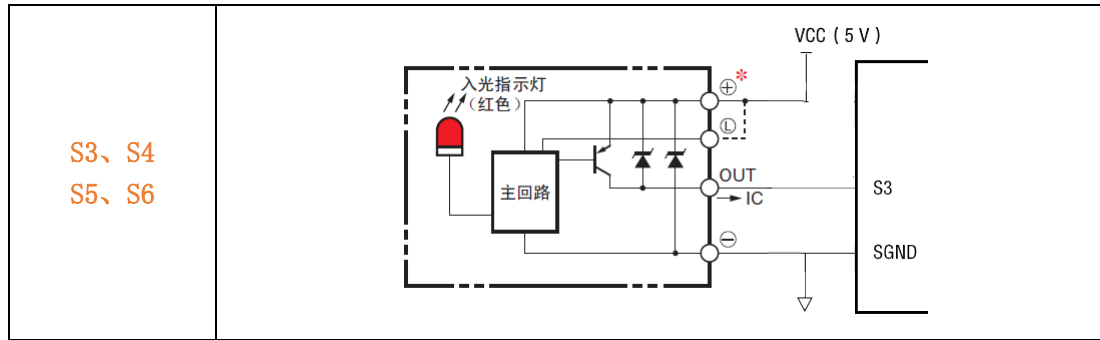 S3、S4
S5、S6
VCC ( 5 V )
入光指示灯
（红色）
⊕*
Ⓛ
主回路
OUT
IC
⊖
S3
SGND